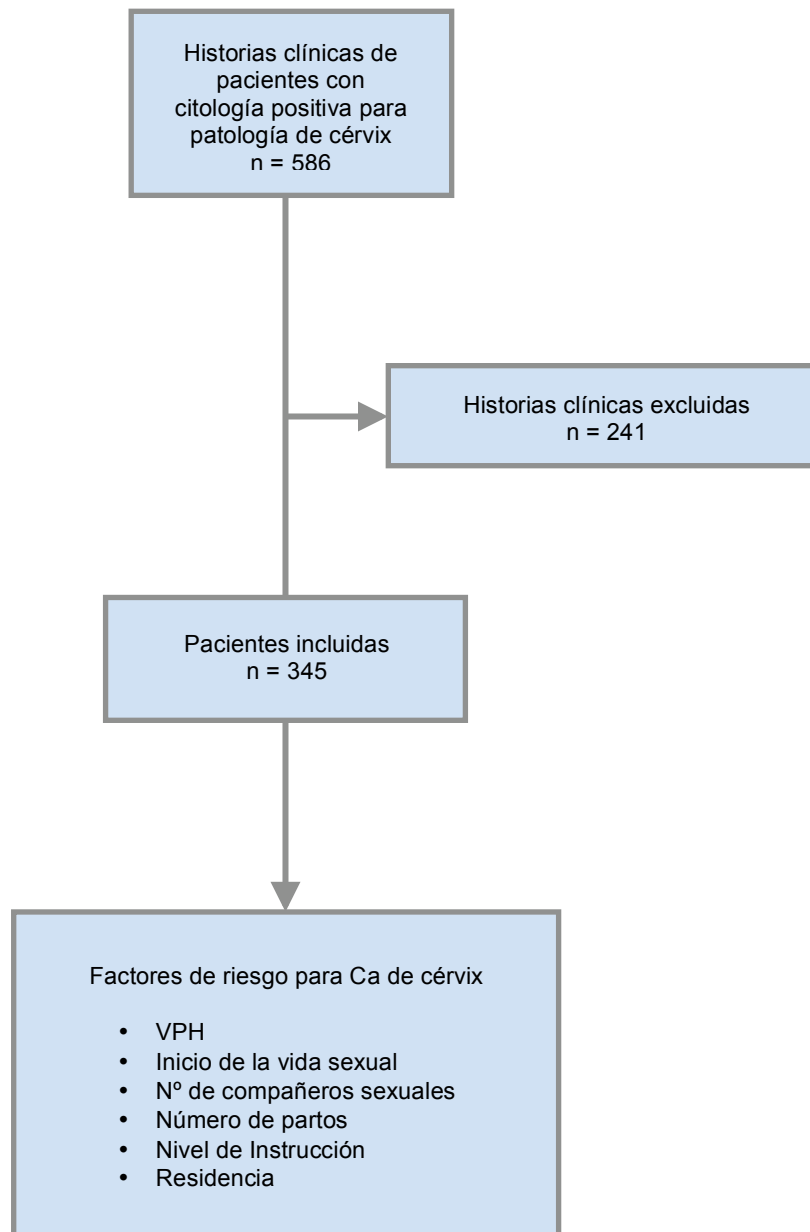 Historias clínicas de
pacientes con
citología positiva para
patología de cérvix
n = 586
Historias clínicas excluidas
n = 241
Pacientes incluidas
n = 345
Factores de riesgo para Ca de cérvix
• VPH
• Inicio de la vida sexual
• Nº de compañeros sexuales
• Número de partos
• Nivel de Instrucción
• Residencia